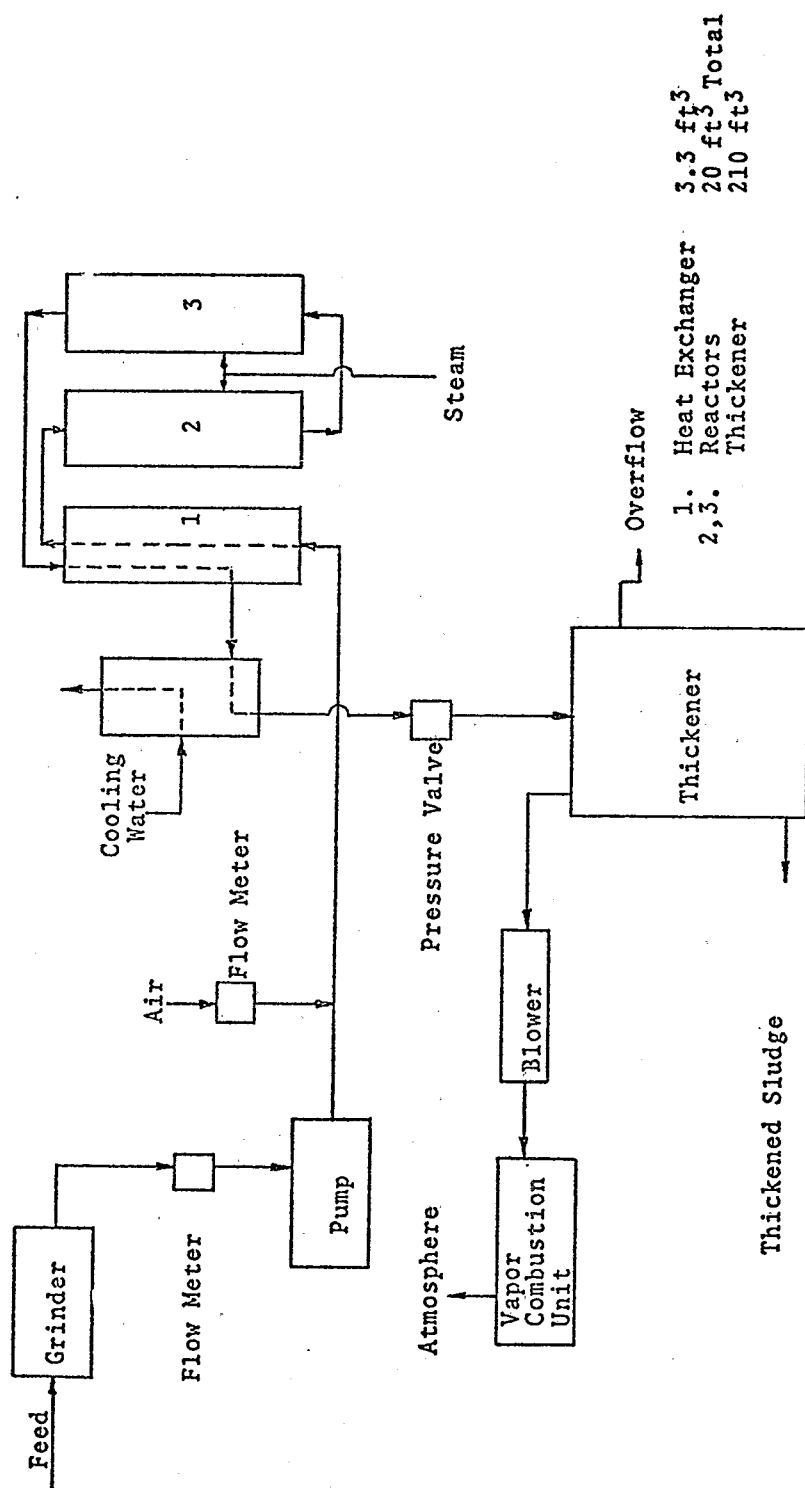 Feed
Grinder
Flow Meter
Pump
Air
Flow Meter
Cooling
Water
1
2
3
Steam
Pressure Valve
Thickener
Overflow
Blower
Vapor
Combustion
Unit
Atmosphere
Thickened Sludge
1. Heat Exchanger 3.3 ft³
2,3. Reactors 20 ft³ Total
Thickener 210 ft³